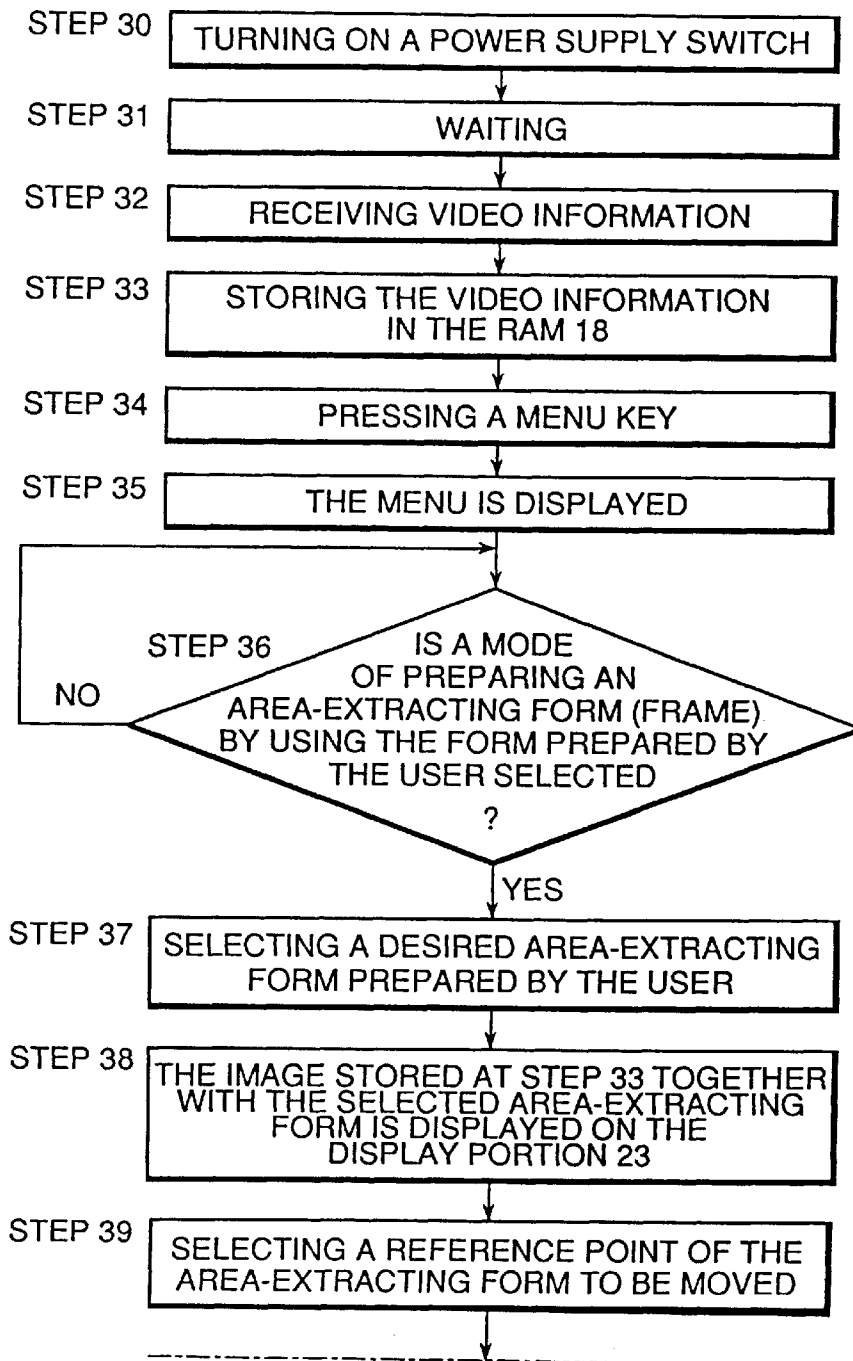 STEP 30
TURNING ON A POWER SUPPLY SWITCH
STEP 31
WAITING
STEP 32
RECEIVING VIDEO INFORMATION
STEP 33
STORING THE VIDEO INFORMATION
IN THE RAM 18
STEP 34
PRESSING A MENU KEY
STEP 35
THE MENU IS DISPLAYED
STEP 36
IS A MODE
OF PREPARING AN
AREA-EXTRACTING FORM (FRAME)
BY USING THE FORM PREPARED BY
THE USER SELECTED
?
NO
YES
STEP 37
SELECTING A DESIRED AREA-EXTRACTING
FORM PREPARED BY THE USER
STEP 38
THE IMAGE STORED AT STEP 33 TOGETHER
WITH THE SELECTED AREA-EXTRACTING
FORM IS DISPLAYED ON THE
DISPLAY PORTION 23
STEP 39
SELECTING A REFERENCE POINT OF THE
AREA-EXTRACTING FORM TO BE MOVED